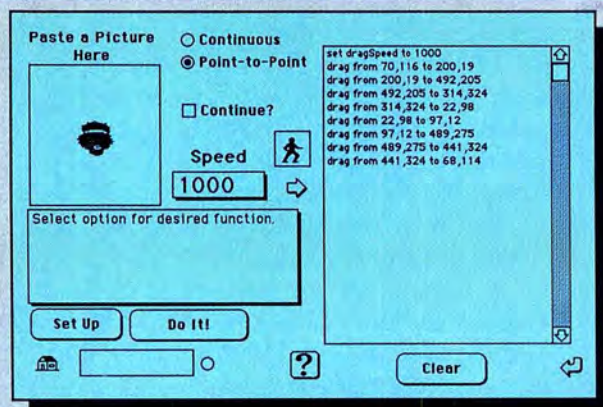 Paste a Picture
Here
Continuous
Point-to-Point
Continue?
Speed
1000
Select option for desired function.
Set Up
Do It!
set dragSpeed to 1000
drag from 70,116 to 200,19
drag from 200,19 to 492,205
drag from 492,205 to 314,324
drag from 314,324 to 22,98
drag from 22,98 to 97,12
drag from 97,12 to 489,275
drag from 489,275 to 441,324
drag from 441,324 to 68,114
?
Clear